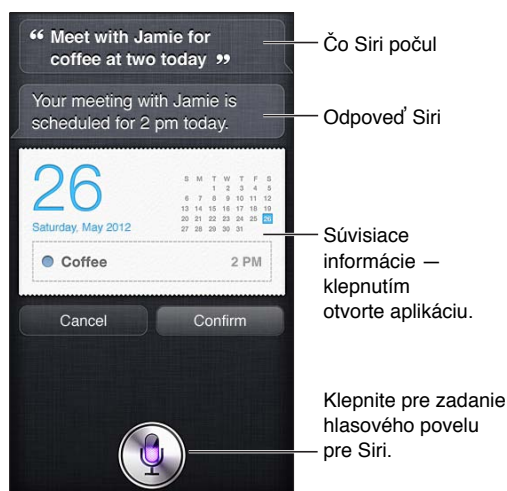 “ Meet with Jamie for
coffee at two today ”
Čo Siri počul
Your meeting with Jamie is
scheduled for 2 pm today.
Odpoveď Siri
26
Saturday, May 2012
S M T W T F S
1 2 3 4 5
6 7 8 9 10 11 12
13 14 15 16 17 18 19
20 21 22 23 24 25 26
27 28 29 30 31
Coffee 2 PM
Súvisiace
informácie —
klepnutím
otvorte aplikáciu.
Cancel Confirm
Klepnite pre zadanie
hlasového povelu
pre Siri.